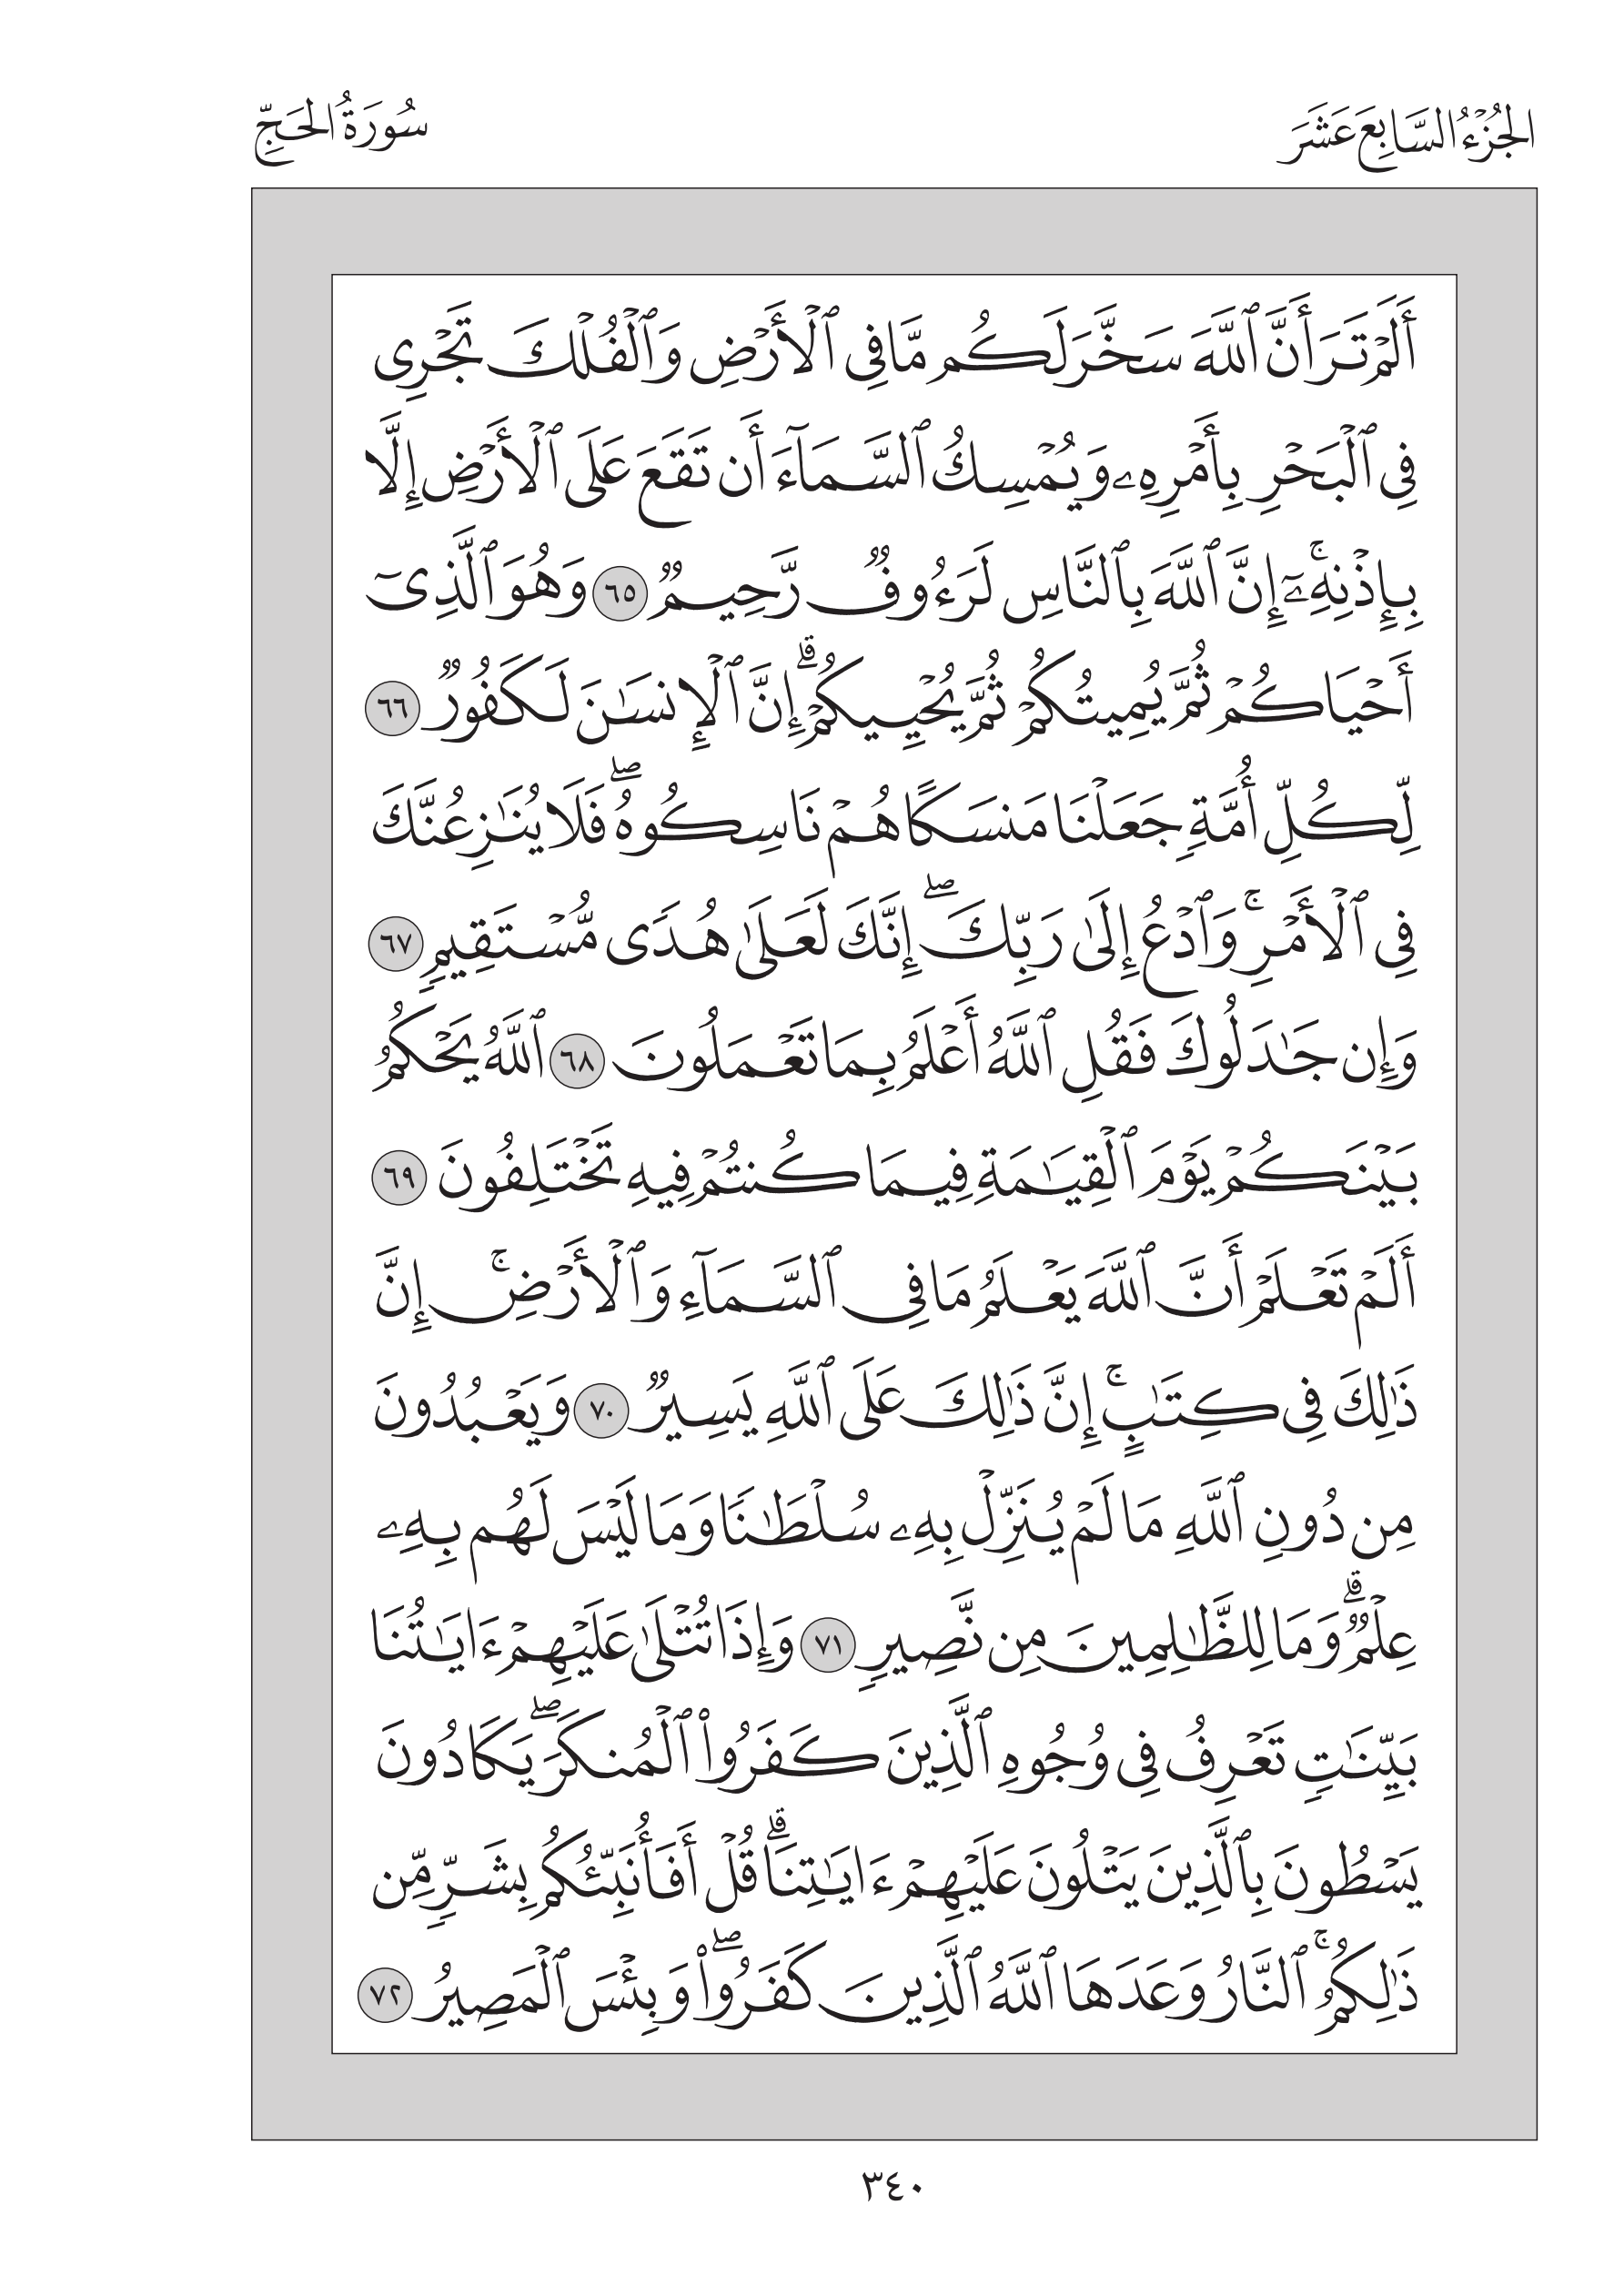 الجُزْءُ السَّابِعَ عَشَرَ
سُورَةُ الحَجِّ
أَلَمْ تَرَ أَنَّ ٱللَّهَ سَخَّرَ لَكُم مَّا فِى ٱلْأَرْضِ وَٱلْفُلْكَ تَجْرِى
فِى ٱلْبَحْرِ بِأَمْرِهِۦ وَيُمْسِكُ ٱلسَّمَآءَ أَن تَقَعَ عَلَى ٱلْأَرْضِ إِلَّا
بِإِذْنِهِۦٓ ۚ إِنَّ ٱللَّهَ بِٱلنَّاسِ لَرَءُوفٌ رَّحِيمٌ ٦٥ وَهُوَ ٱلَّذِىٓ
أَحْيَاكُمْ ثُمَّ يُمِيتُكُمْ ثُمَّ يُحْيِيكُمْ ۗ إِنَّ ٱلْإِنسَـٰنَ لَكَفُورٌ ٦٦
لِّكُلِّ أُمَّةٍ جَعَلْنَا مَنسَكًا هُمْ نَاسِكُوهُ ۖ فَلَا يُنَـٰزِعُنَّكَ
فِى ٱلْأَمْرِ ۚ وَٱدْعُ إِلَىٰ رَبِّكَ ۖ إِنَّكَ لَعَلَىٰ هُدًى مُّسْتَقِيمٍ ٦٧
وَإِن جَـٰدَلُوكَ فَقُلِ ٱللَّهُ أَعْلَمُ بِمَا تَعْمَلُونَ ٦٨ ٱللَّهُ يَحْكُمُ
بَيْنَكُمْ يَوْمَ ٱلْقِيَـٰمَةِ فِيمَا كُنتُمْ فِيهِ تَخْتَلِفُونَ ٦٩
أَلَمْ تَعْلَمْ أَنَّ ٱللَّهَ يَعْلَمُ مَا فِى ٱلسَّمَآءِ وَٱلْأَرْضِ ۚ إِنَّ
ذَٰلِكَ فِى كِتَـٰبٍ ۚ إِنَّ ذَٰلِكَ عَلَى ٱللَّهِ يَسِيرٌ ٧٠ وَيَعْبُدُونَ
مِن دُونِ ٱللَّهِ مَا لَمْ يُنَزِّلْ بِهِۦ سُلْطَـٰنًا وَمَا لَيْسَ لَهُم بِهِۦ
عِلْمٌ ۗ وَمَا لِلظَّـٰلِمِينَ مِن نَّصِيرٍ ٧١ وَإِذَا تُتْلَىٰ عَلَيْهِمْ ءَايَـٰتُنَا
بَيِّنَـٰتٍ تَعْرِفُ فِى وُجُوهِ ٱلَّذِينَ كَفَرُوا۟ ٱلْمُنكَرَ ۖ يَكَادُونَ
يَسْطُونَ بِٱلَّذِينَ يَتْلُونَ عَلَيْهِمْ ءَايَـٰتِنَا ۗ قُلْ أَفَأُنَبِّئُكُم بِشَرٍّ مِّن
ذَٰلِكُمُ ۚ ٱلنَّارُ وَعَدَهَا ٱللَّهُ ٱلَّذِينَ كَفَرُوا۟ ۖ وَبِئْسَ ٱلْمَصِيرُ ٧٢
٣٤٠